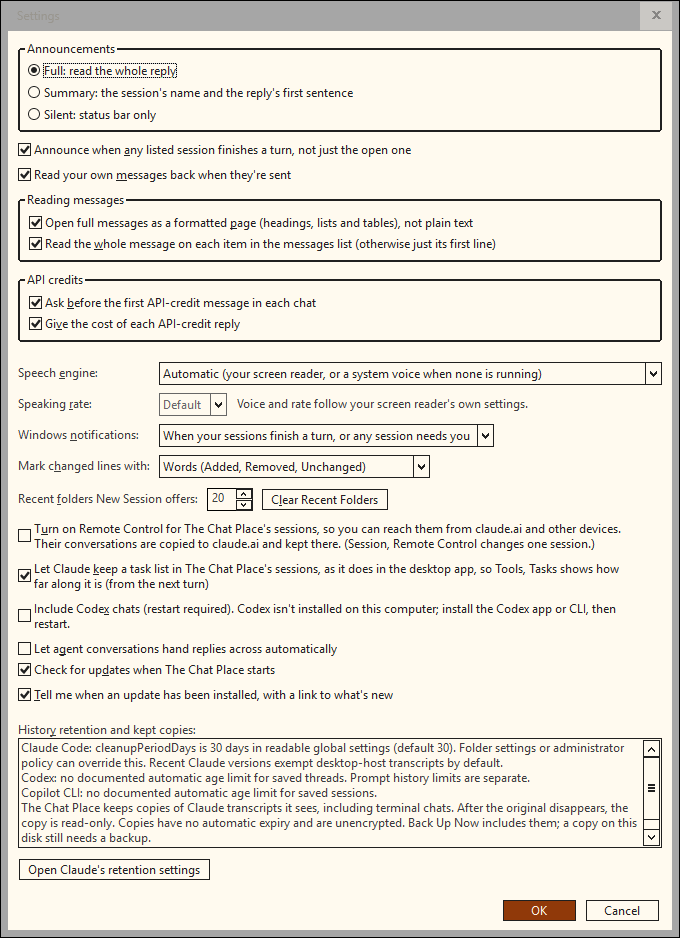 Settings
Announcements
Full: read the whole reply
Summary: the session's name and the reply's first sentence
Silent: status bar only
Announce when any listed session finishes a turn, not just the open one
Read your own messages back when they're sent
Reading messages
Open full messages as a formatted page (headings, lists and tables), not plain text
Read the whole message on each item in the messages list (otherwise just its first line)
API credits
Ask before the first API-credit message in each chat
Give the cost of each API-credit reply
Speech engine: Automatic (your screen reader, or a system voice when none is running)
Speaking rate: Default Voice and rate follow your screen reader's own settings.
Windows notifications: When your sessions finish a turn, or any session needs you
Mark changed lines with: Words (Added, Removed, Unchanged)
Recent folders New Session offers: 20 Clear Recent Folders
Turn on Remote Control for The Chat Place's sessions, so you can reach them from claude.ai and other devices.
Their conversations are copied to claude.ai and kept there. (Session, Remote Control changes one session.)
Let Claude keep a task list in The Chat Place's sessions, as it does in the desktop app, so Tools, Tasks shows how
far along it is (from the next turn)
Include Codex chats (restart required). Codex isn't installed on this computer; install the Codex app or CLI, then
restart.
Let agent conversations hand replies across automatically
Check for updates when The Chat Place starts
Tell me when an update has been installed, with a link to what's new
History retention and kept copies:
Claude Code: cleanupPeriodDays is 30 days in readable global settings (default 30). Folder settings or administrator
policy can override this. Recent Claude versions exempt desktop-host transcripts by default.
Codex: no documented automatic age limit for saved threads. Prompt history limits are separate.
Copilot CLI: no documented automatic age limit for saved sessions.
The Chat Place keeps copies of Claude transcripts it sees, including terminal chats. After the original disappears, the
copy is read-only. Copies have no automatic expiry and are unencrypted. Back Up Now includes them; a copy on this
disk still needs a backup.
Open Claude's retention settings
OK Cancel